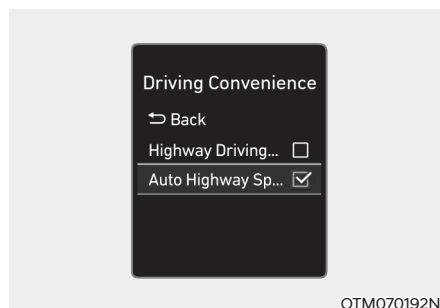 Driving Convenience
Back
Highway Driving...
Auto Highway Sp...
OTM070192N